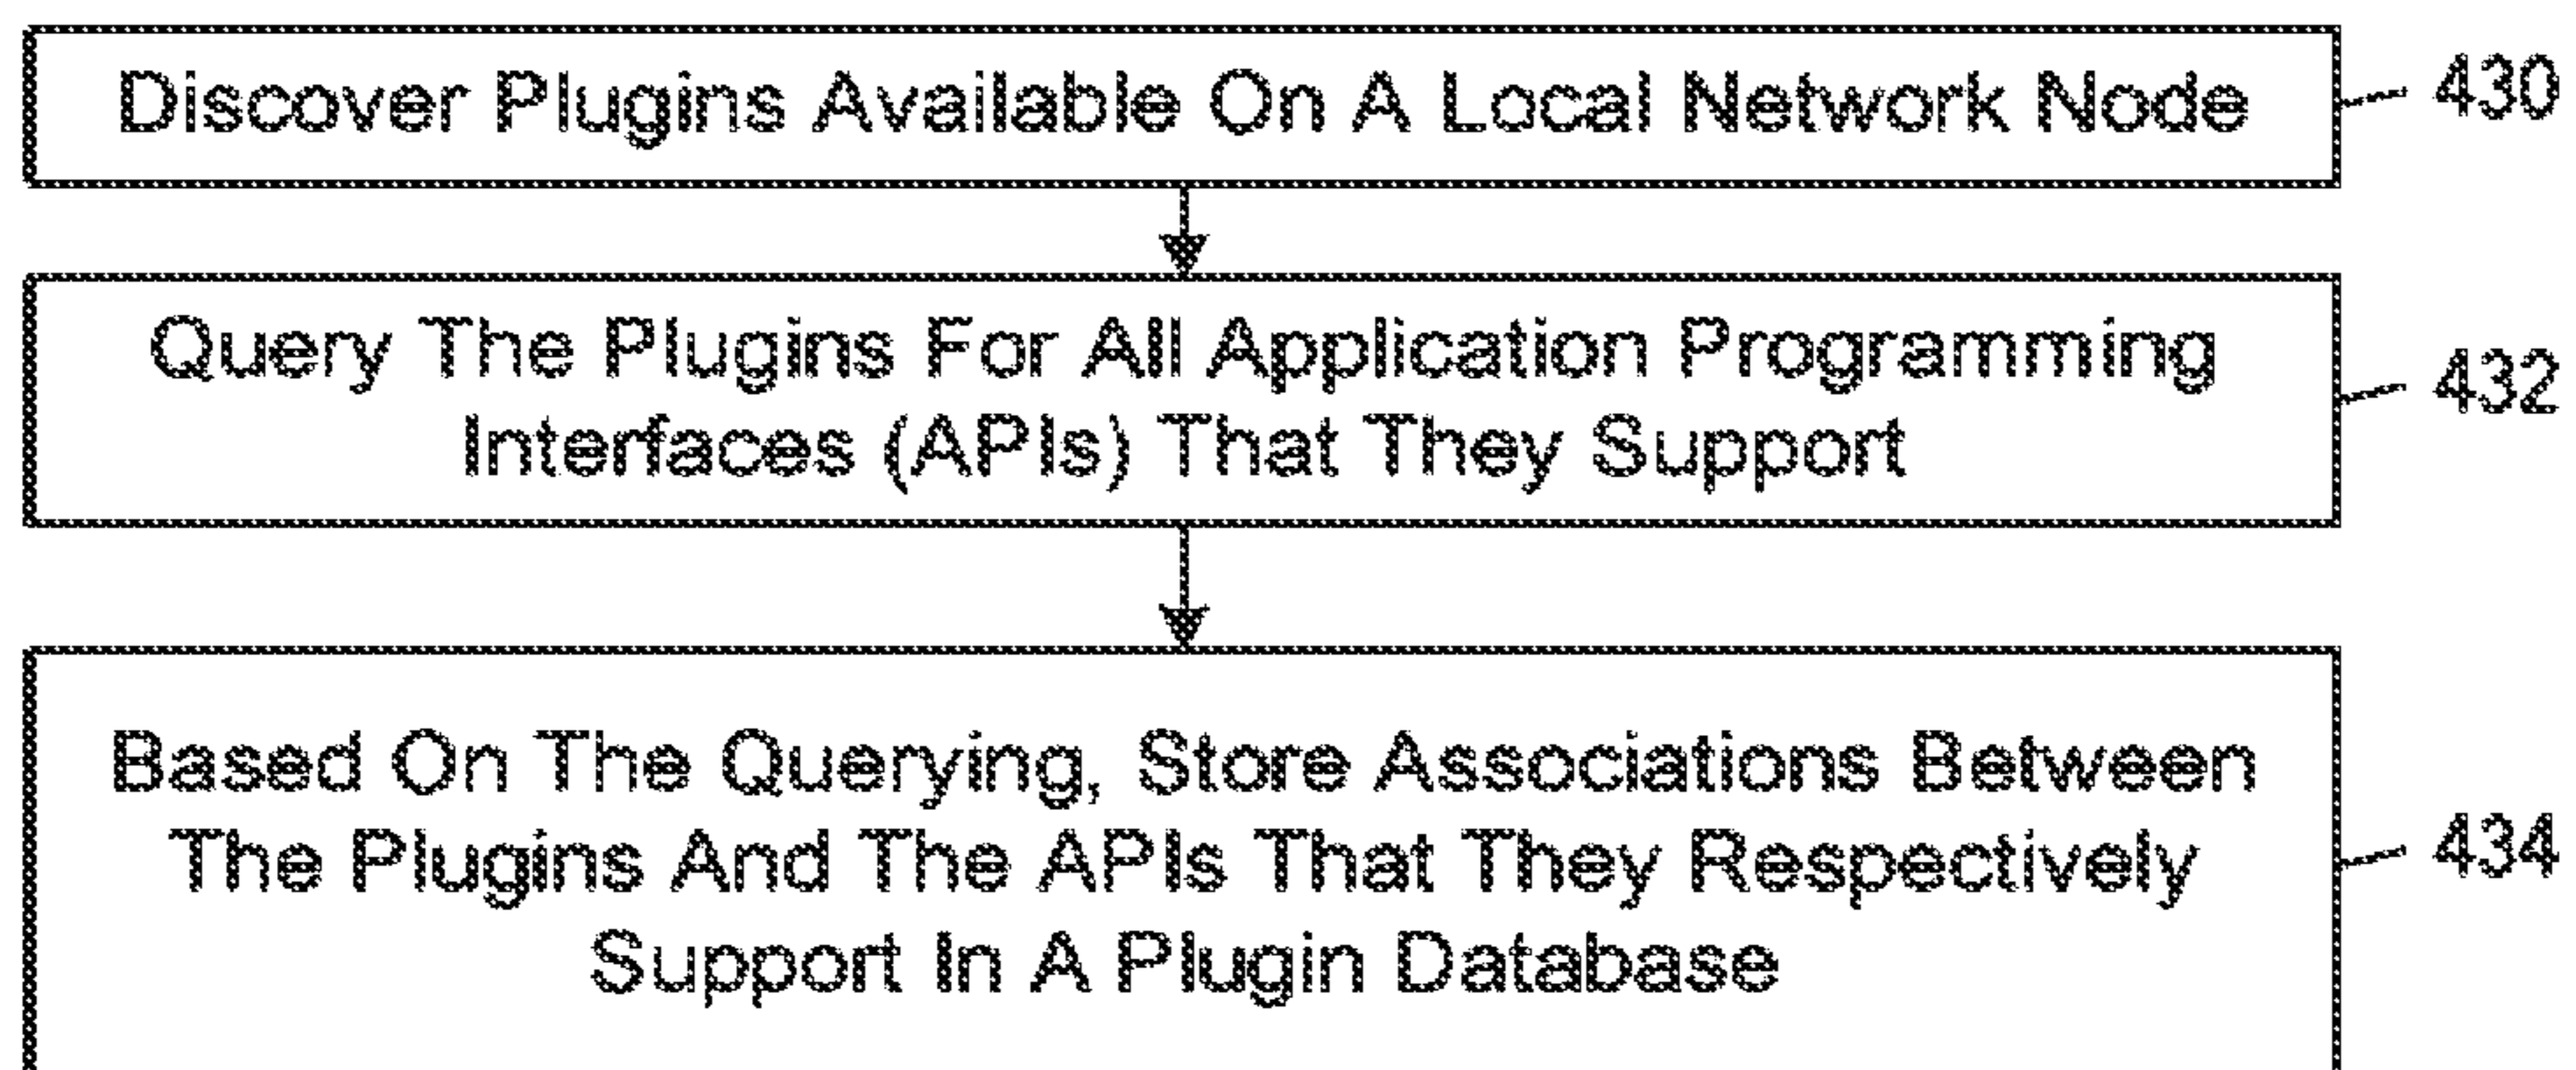 Discover Plugins Available On A Local Network Node
430
Query The Plugins For All Application Programming
Interfaces (APIs) That They Support
432
Based On The Querying, Store Associations Between
The Plugins And The APIs That They Respectively
Support In A Plugin Database
434